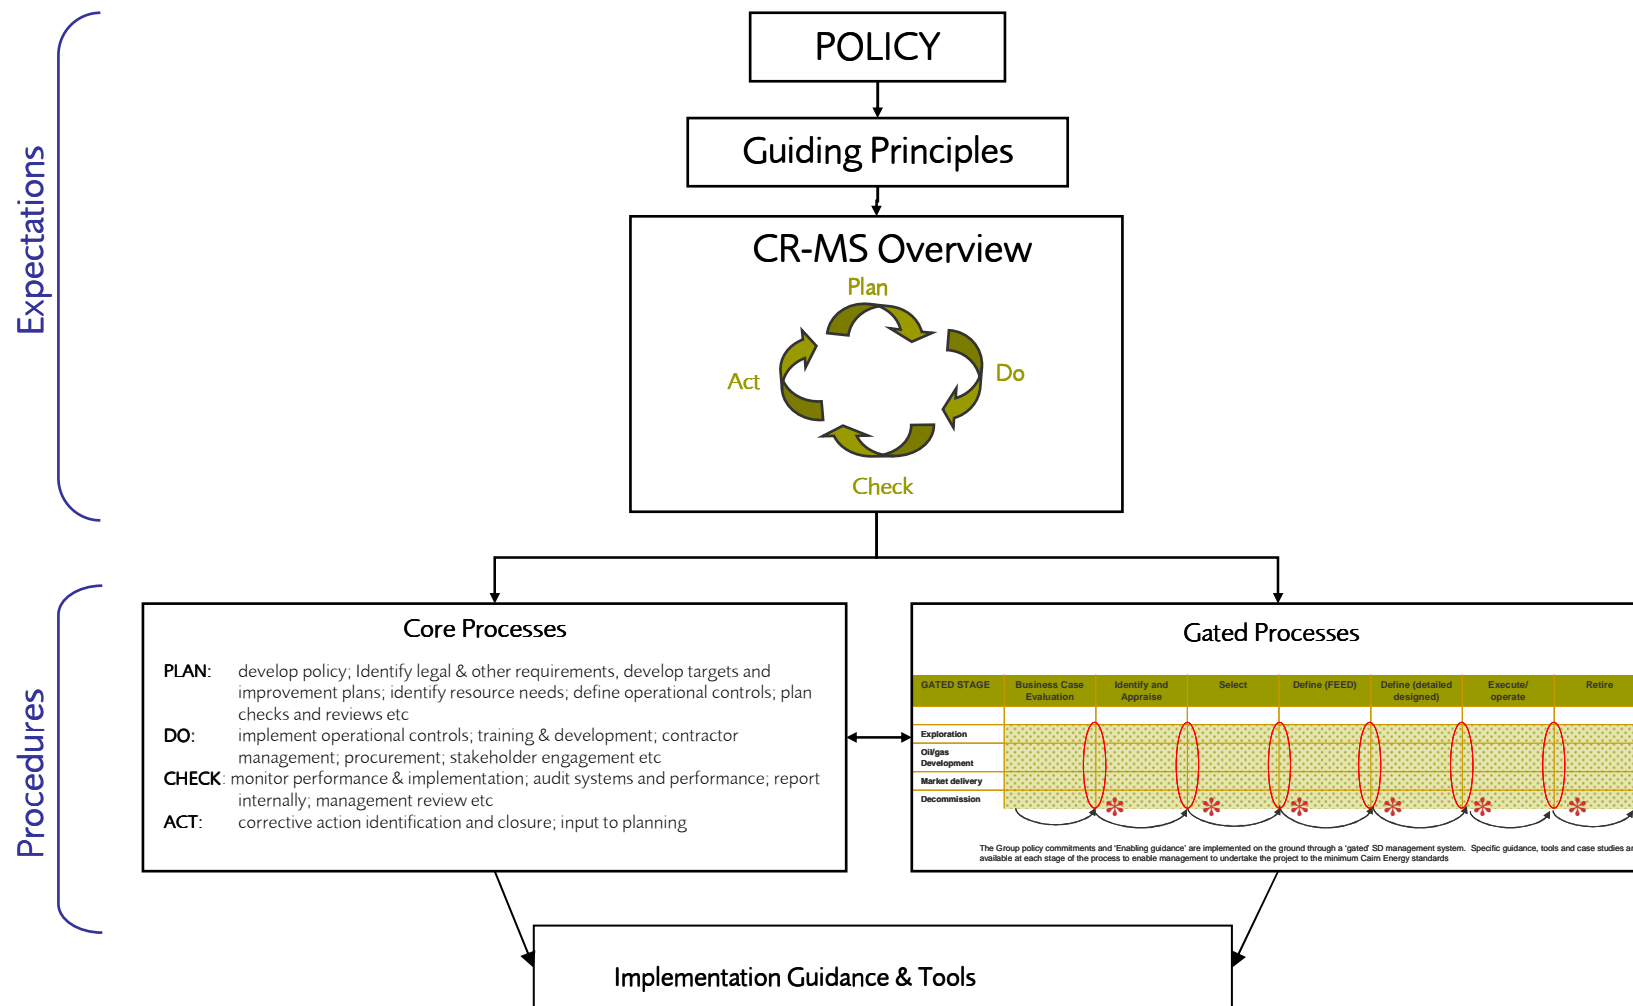 Expectations
POLICY
Guiding Principles
CR-MS Overview
Plan
Act
Do
Check
Procedures
Core Processes
PLAN: develop policy; Identify legal & other requirements, develop targets and
improvement plans; identify resource needs; define operational controls; plan
checks and reviews etc
DO: implement operational controls; training & development; contractor
management; procurement; stakeholder engagement etc
CHECK: monitor performance & implementation; audit systems and performance; report
internally; management review etc
ACT: corrective action identification and closure; input to planning
Gated Processes
GATED STAGE Business Case Identify and Select Define (FEED) Define (detailed Execute/ Retire
Evaluation Appraise designed) operate
Exploration
Oil/gas
Development
Market delivery
Decommission
The Group policy commitments and 'Enabling guidance' are implemented on the ground through a 'gated' SD management system. Specific guidance, tools and case studies
available at each stage of the process to enable management to undertake the project to the minimum Cairn Energy standards
Implementation Guidance & Tools